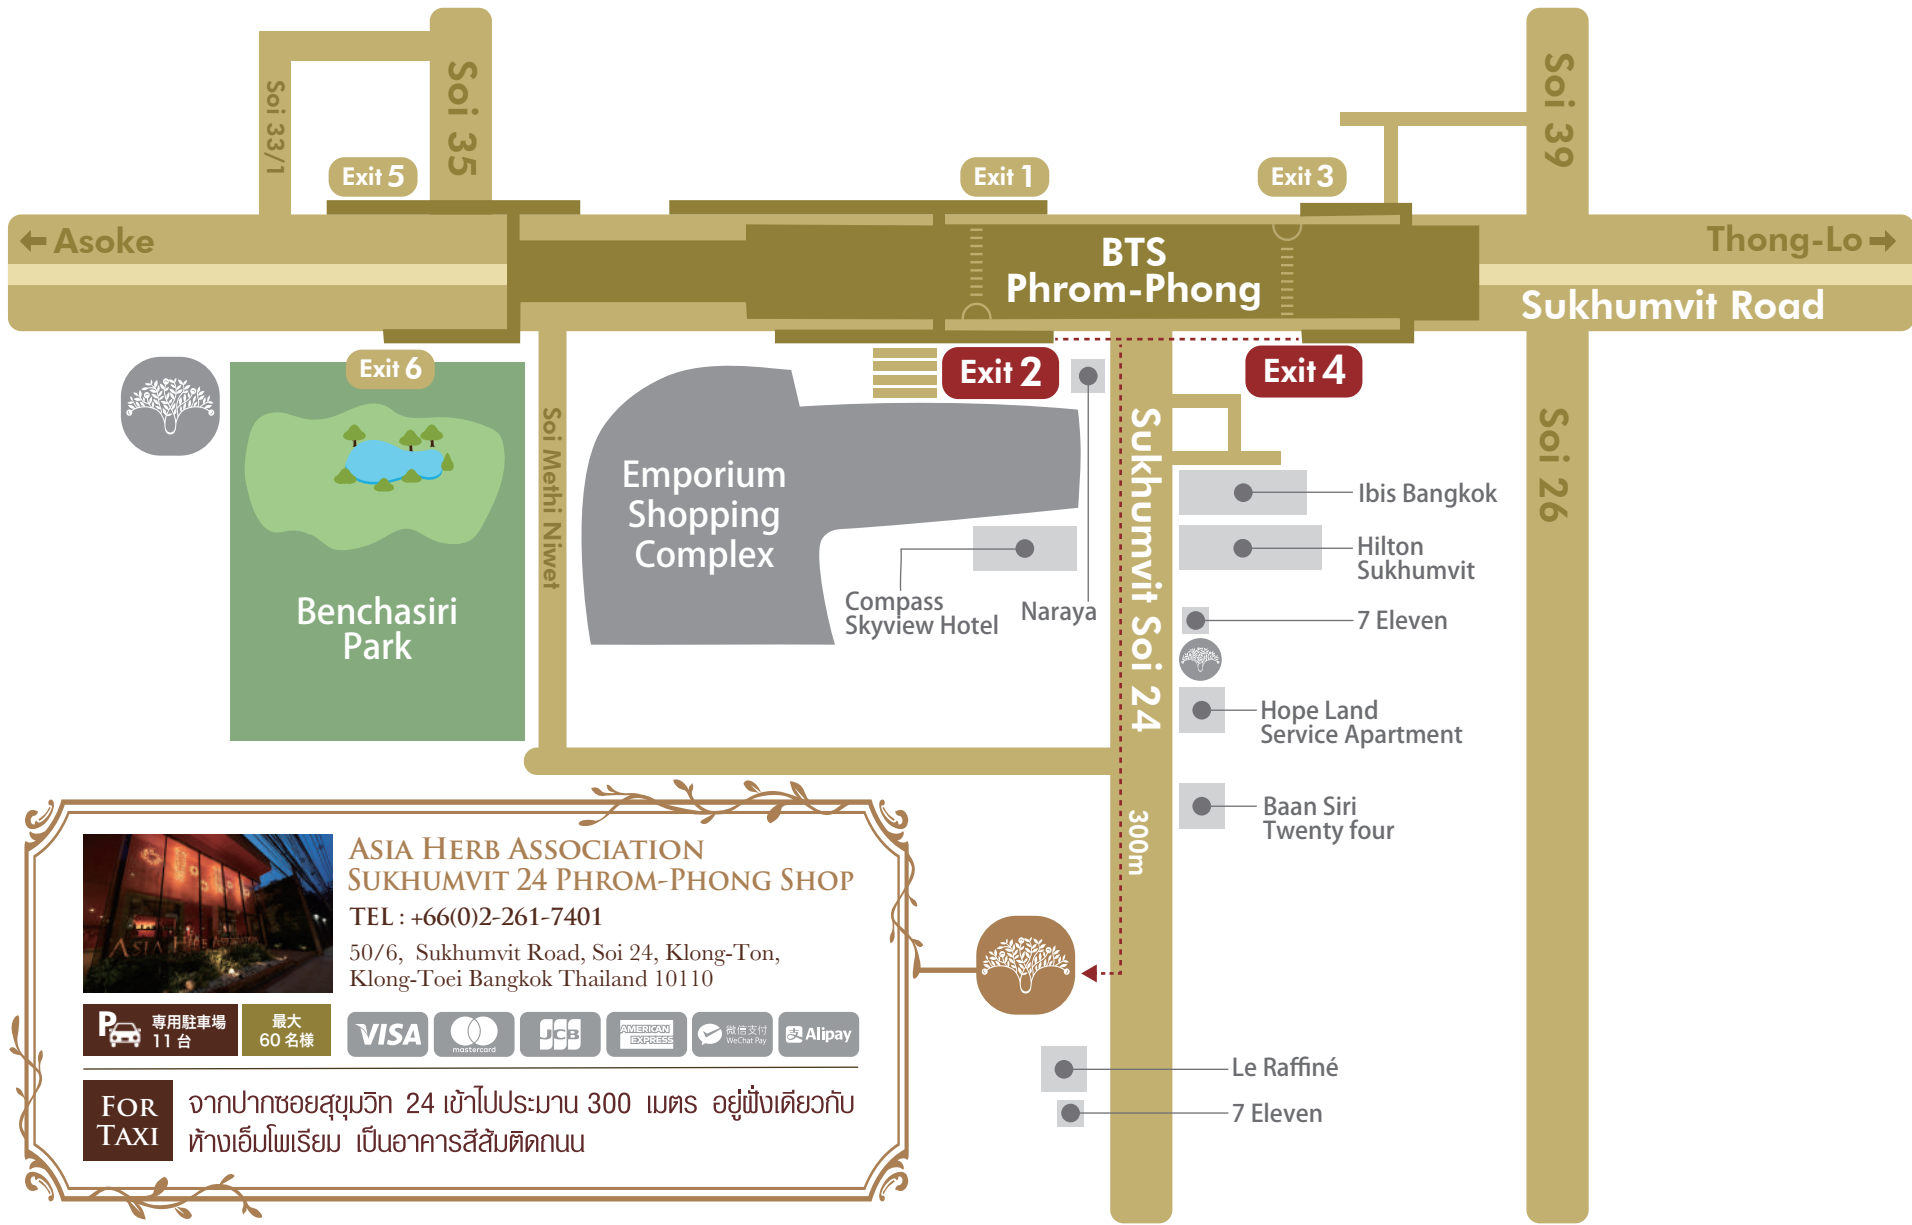 Soi 33/1
Soi 35
Soi 39
Exit 5
Exit 1
Exit 3
Asoke
BTS
Phrom-Phong
Thong-Lo
Sukhumvit Road
Exit 6
Exit 2
Exit 4
Soi Methi Niwet
Sukhumvit Soi 24
Soi 26
Emporium
Shopping
Complex
Benchasiri
Park
Compass
Skyview Hotel
Naraya
Ibis Bangkok
Hilton
Sukhumvit
7 Eleven
Hope Land
Service Apartment
Baan Siri
Twenty four
300m
ASIA HERB ASSOCIATION
ASIA HERB ASSOCIATION
SUKHUMVIT 24 PHROM-PHONG SHOP
TEL : +66(0)2-261-7401
50/6, Sukhumvit Road, Soi 24, Klong-Ton,
Klong-Toei Bangkok Thailand 10110
P
専用駐車場
11 台
最大
60 名様
VISA
mastercard
JCB
AMERICAN
EXPRESS
微信支付
WeChat Pay
支 Alipay
FOR
TAXI
จากปากซอยสุขุมวิท 24 เข้าไปประมาน 300 เมตร อยู่ฝั่งเดียวกับ
ห้างเอ็มโพเรียม เป็นอาคารสีส้มติดถนน
Le Raffiné
7 Eleven